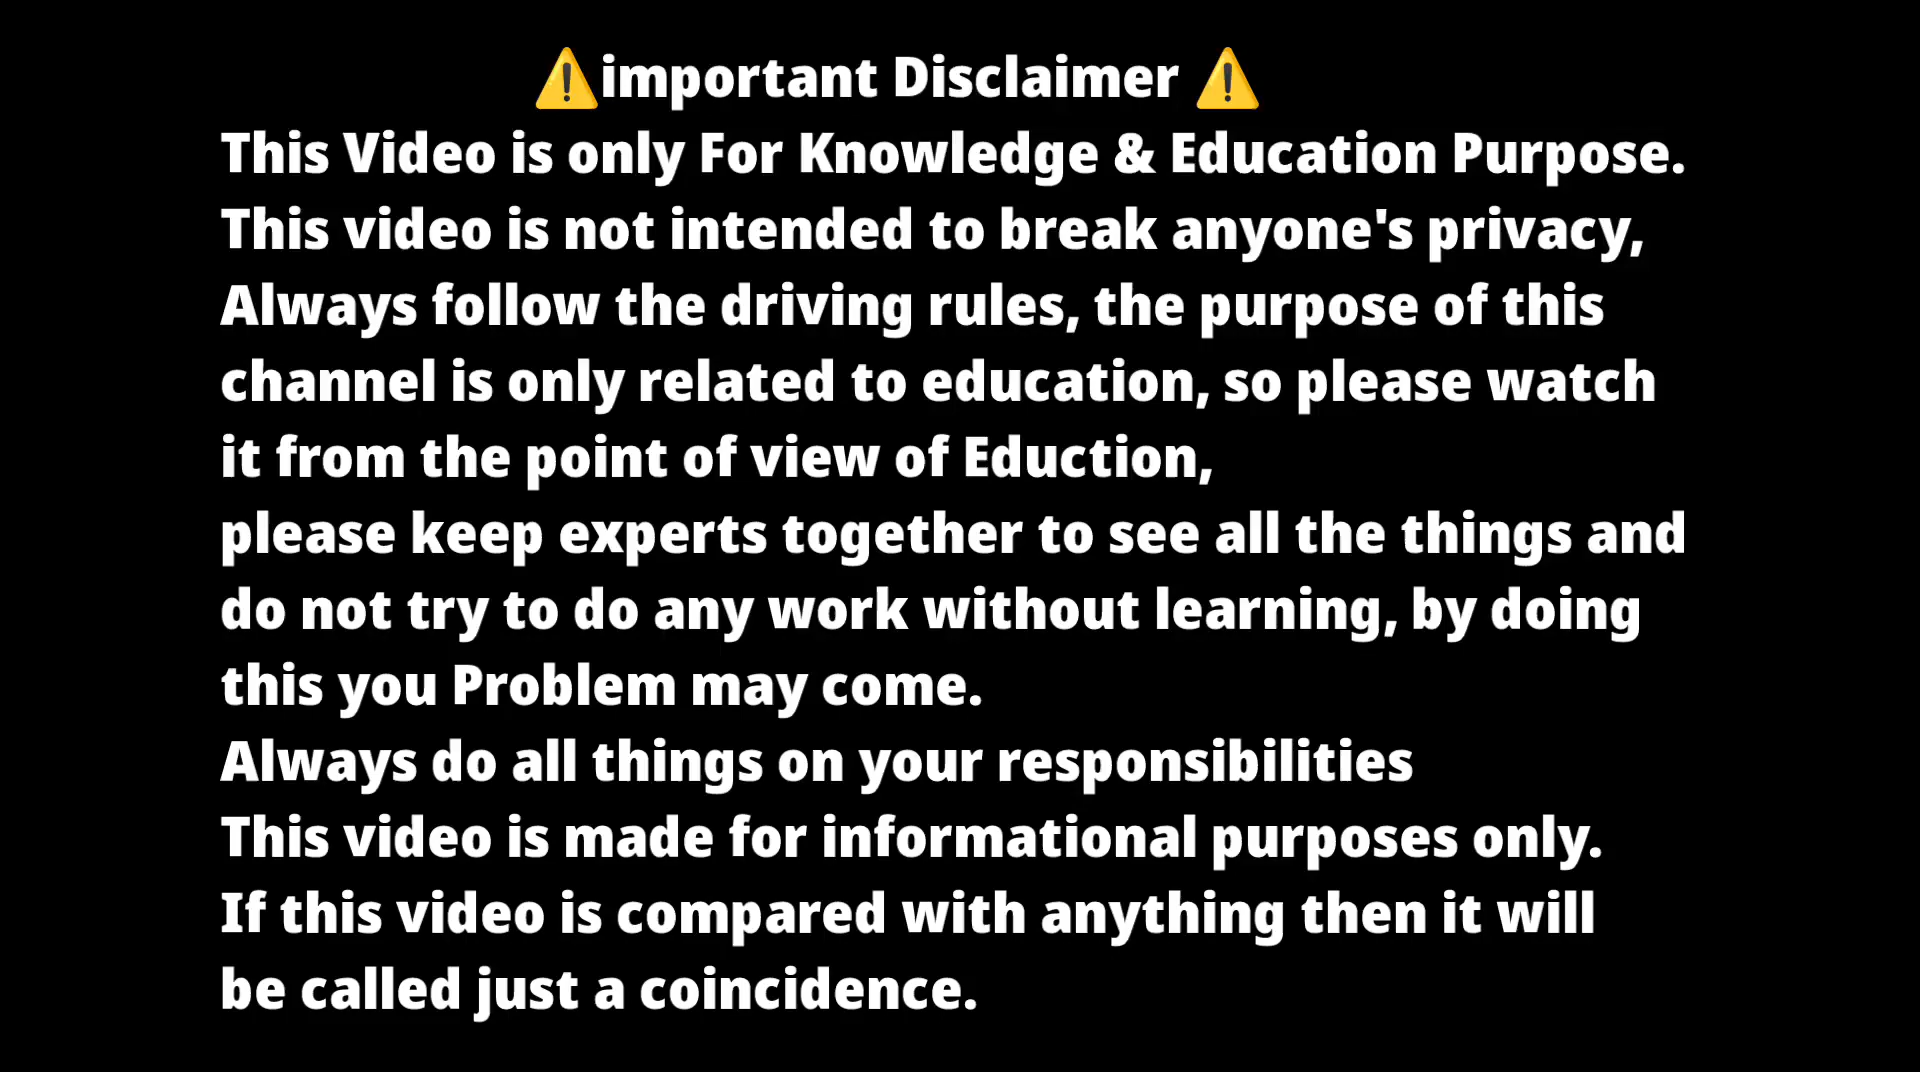 ⚠️important Disclaimer ⚠️
This Video is only For Knowledge & Education Purpose.
This video is not intended to break anyone's privacy,
Always follow the driving rules, the purpose of this
channel is only related to education, so please watch
it from the point of view of Eduction,
please keep experts together to see all the things and
do not try to do any work without learning, by doing
this you Problem may come.
Always do all things on your responsibilities
This video is made for informational purposes only.
If this video is compared with anything then it will
be called just a coincidence.